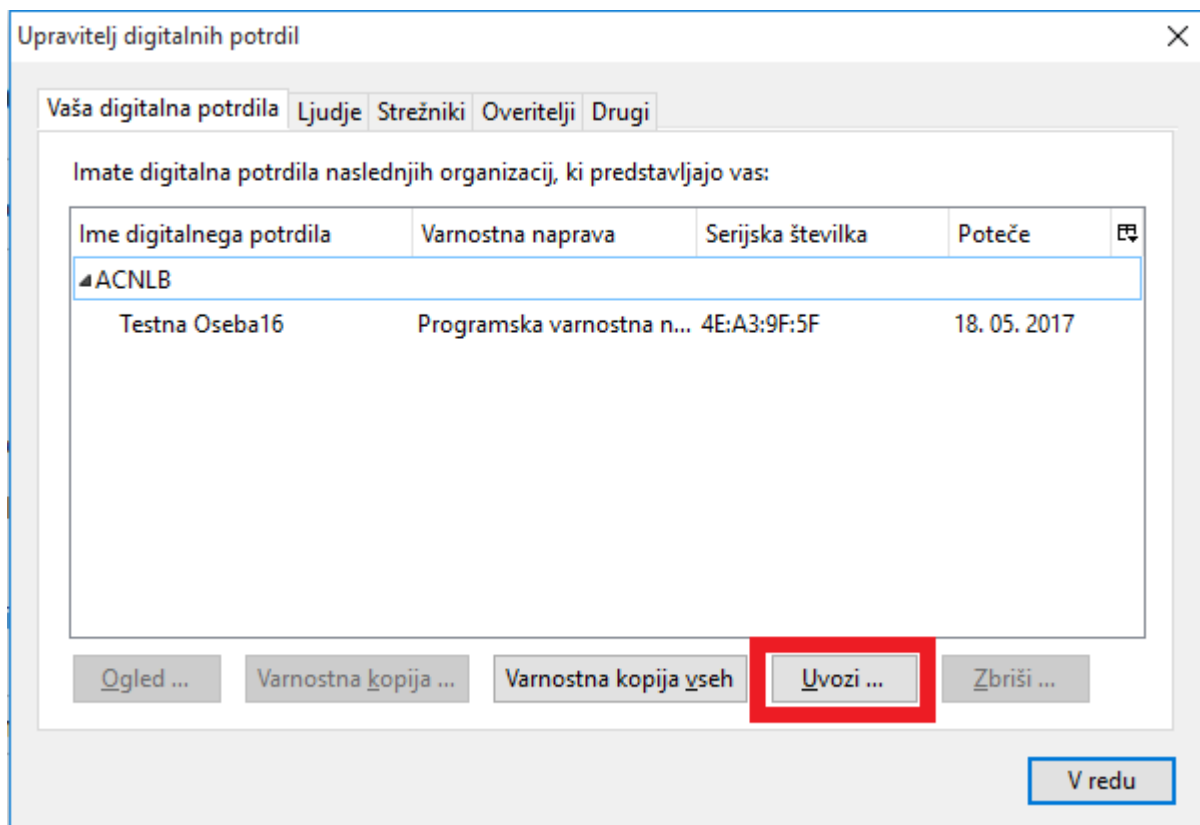 Upravitelj digitalnih potrdil
Vaša digitalna potrdila Ljudje Strežniki Overitelji Drugi
Imate digitalna potrdila naslednjih organizacij, ki predstavljajo vas:
Ime digitalnega potrdila Varnostna naprava Serijska številka Poteče
ACNLB
Testna Oseba16 Programska varnostna n... 4E:A3:9F:5F 18. 05. 2017
Ogled ... Varnostna kopija ... Varnostna kopija vseh Uvozi ... Zbriši ...
V redu